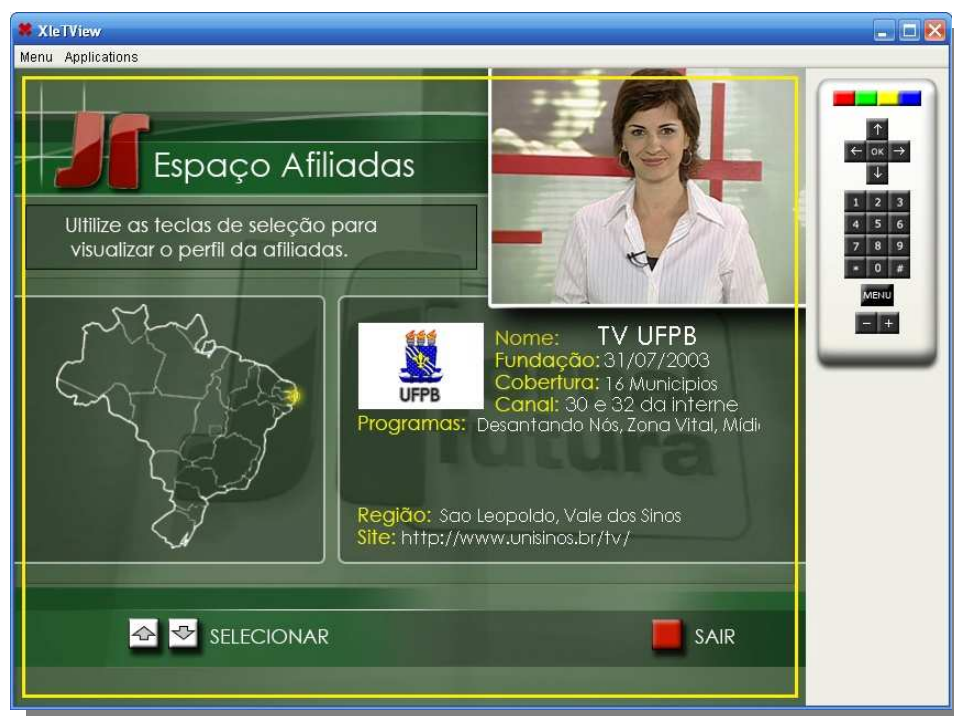 XleTView
Menu Applications
JF
Espaço Afiliadas
Ultilize as teclas de seleção para
visualizar o perfil da afiliadas.
UFPB
Nome: TV UFPB
Fundação: 31/07/2003
Cobertura: 16 Municipios
Canal: 30 e 32 da interne
Programas: Desantando Nós, Zona Vital, Mídi
futura
Região: Sao Leopoldo, Vale dos Sinos
Site: http://www.unisinos.br/tv/
SELECIONAR
SAIR
OK
1 2 3
4 5 6
7 8 9
* 0 #
MENU
- +